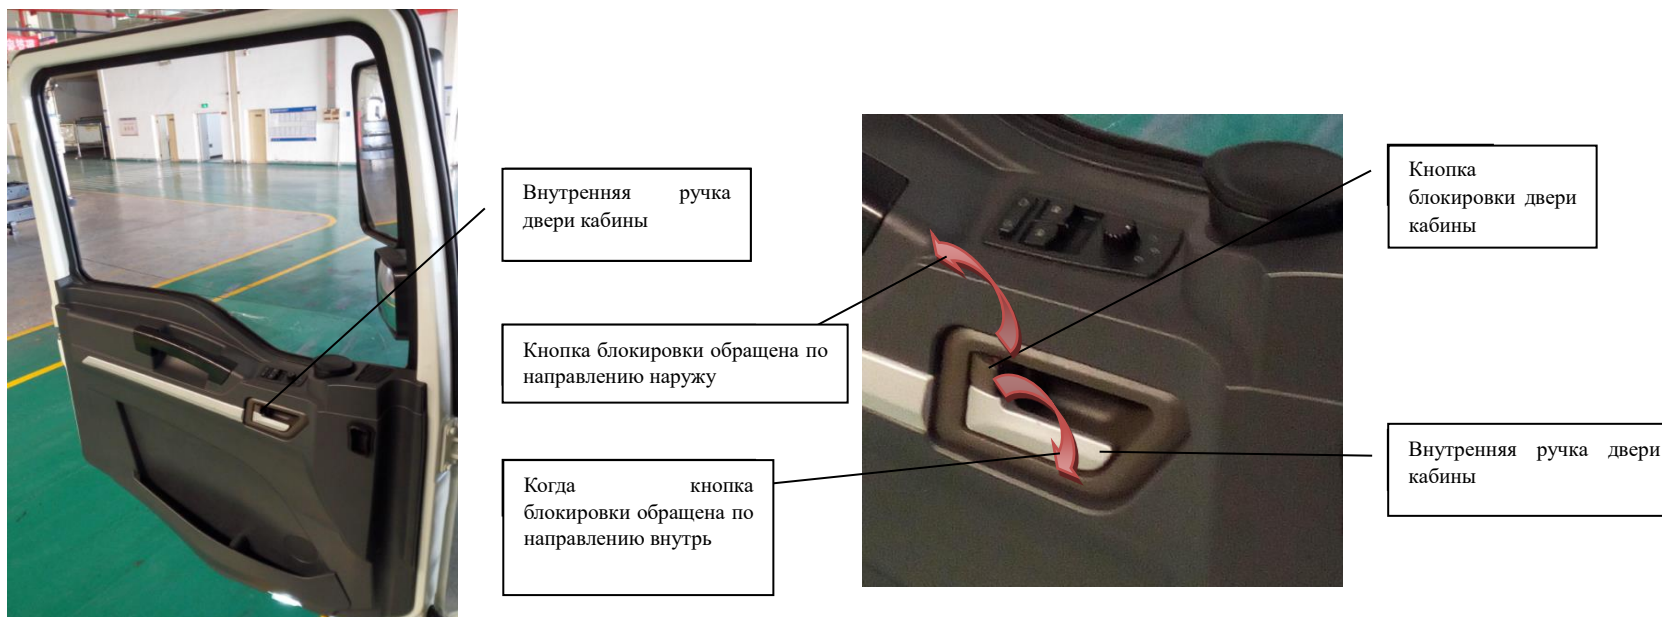 Внутренняя ручка
двери кабины
Кнопка блокировки обращена по
направлению наружу
Когда кнопка
блокировки обращена по
направлению внутрь
Кнопка
блокировки двери
кабины
Внутренняя ручка двери
кабины